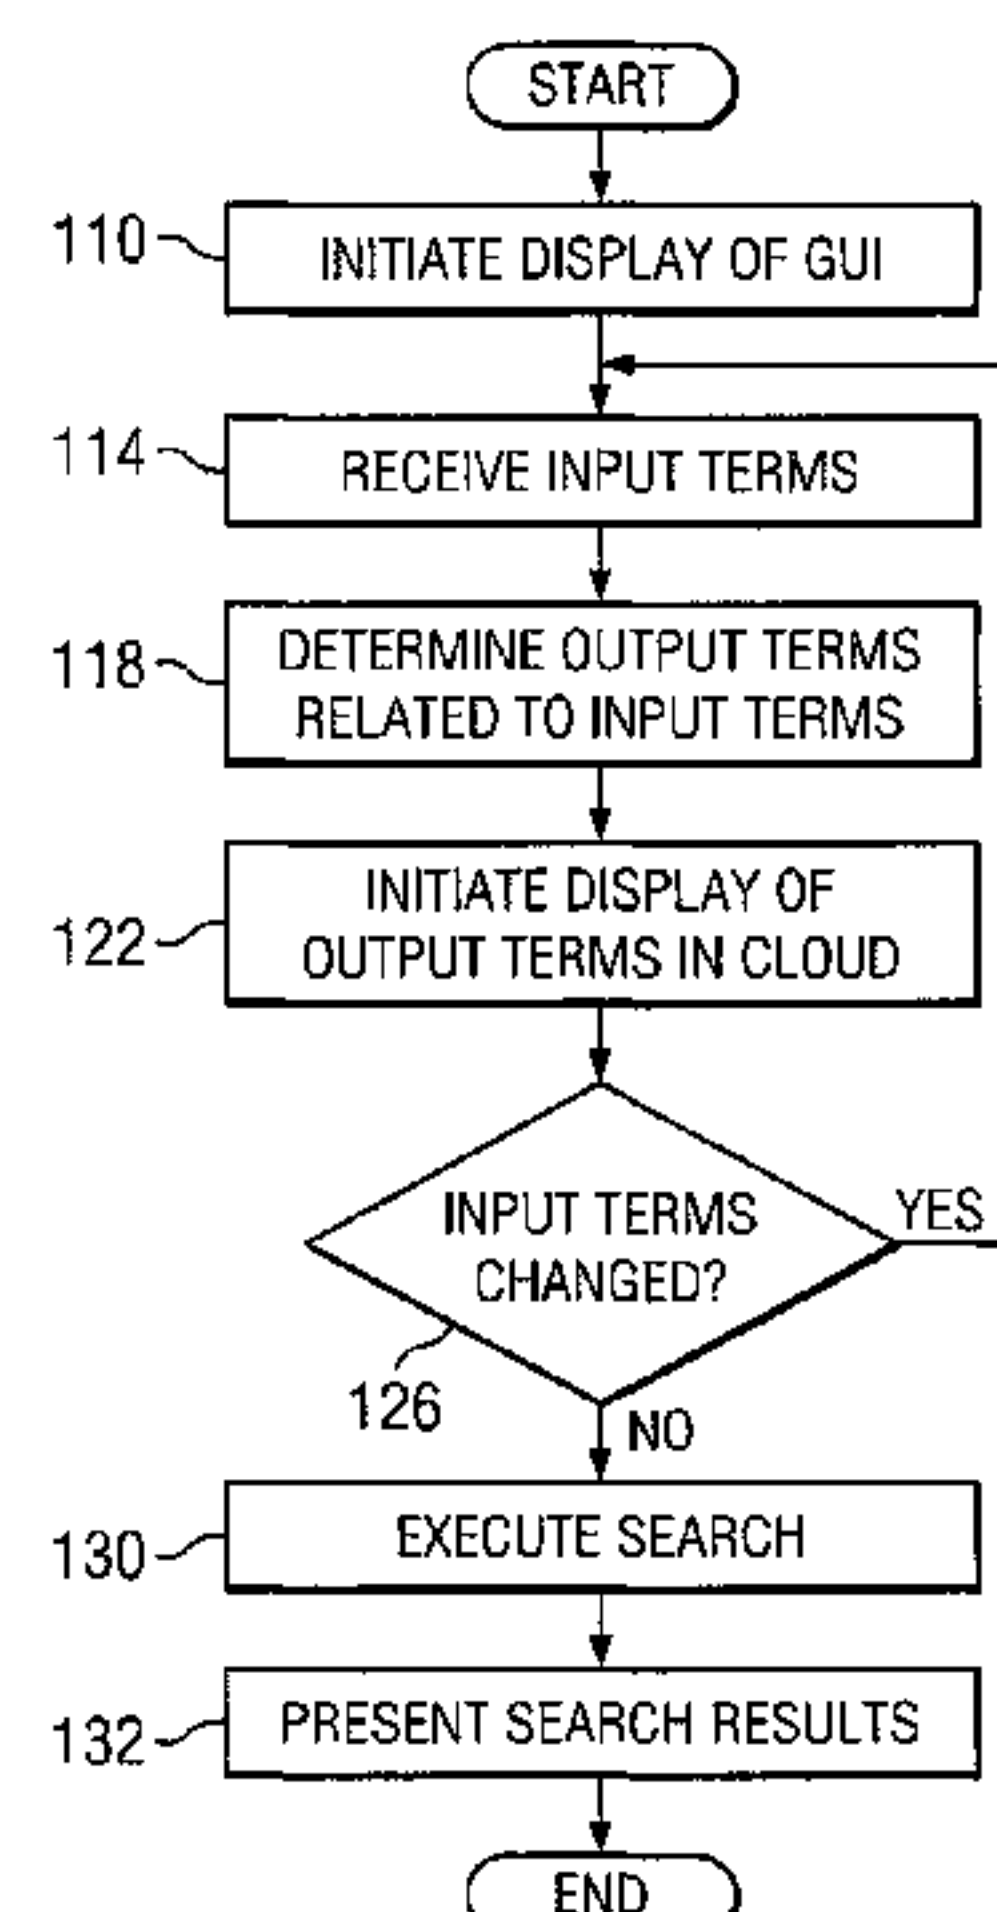 START
110
INITIATE DISPLAY OF GUI
114
RECEIVE INPUT TERMS
118
DETERMINE OUTPUT TERMS
RELATED TO INPUT TERMS
122
INITIATE DISPLAY OF
OUTPUT TERMS IN CLOUD
INPUT TERMS
CHANGED?
YES
126
NO
130
EXECUTE SEARCH
132
PRESENT SEARCH RESULTS
END